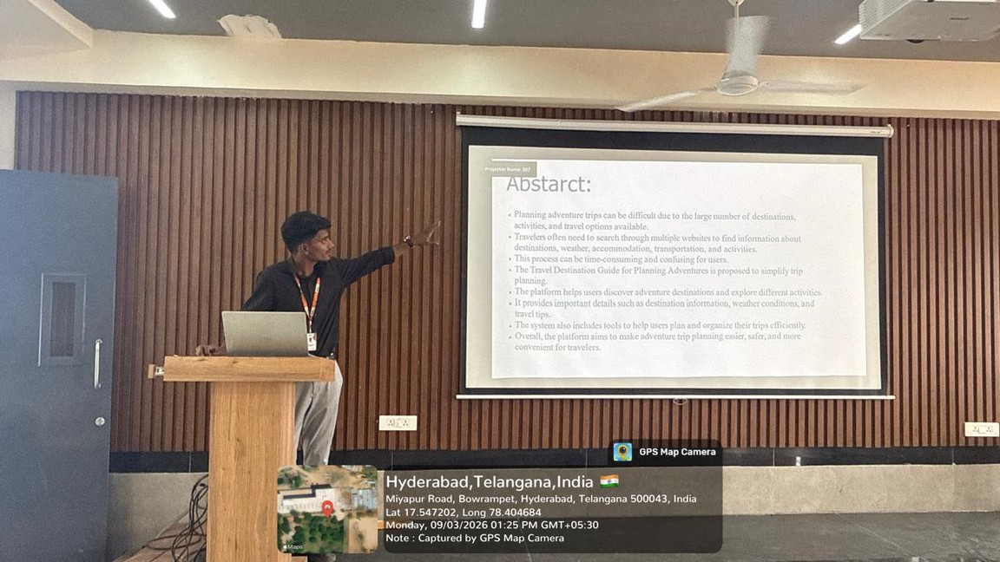 Projector Name: 307
Abstarct:
• Planning adventure trips can be difficult due to the large number of destinations,
activities, and travel options available.
• Travelers often need to search through multiple websites to find information about
destinations, weather, accommodation, transportation, and activities.
• This process can be time-consuming and confusing for users.
• The Travel Destination Guide for Planning Adventures is proposed to simplify trip
planning.
• The platform helps users discover adventure destinations and explore different activities.
• It provides important details such as destination information, weather conditions, and
travel tips.
• The system also includes tools to help users plan and organize their trips efficiently.
• Overall, the platform aims to make adventure trip planning easier, safer, and more
convenient for travelers.
GPS Map Camera
Hyderabad,Telangana,India
Miyapur Road, Bowrampet, Hyderabad, Telangana 500043, India
Lat 17.547202, Long 78.404684
Monday, 09/03/2026 01:25 PM GMT+05:30
Note : Captured by GPS Map Camera
Maps